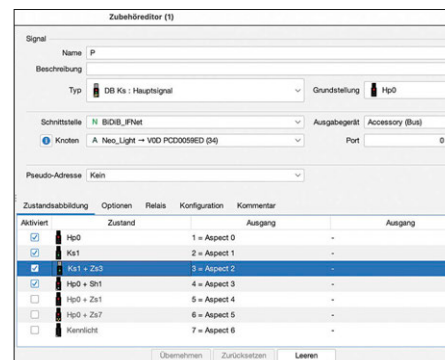 Zubehöreditor (1)
Signal
Name P
Beschreibung
Typ DB Ks : Hauptsignal Grundstellung Hp0
Schnittstelle N BiDiB_IFNet Ausgabegerät Accessory (Bus)
Knoten A Neo_Light → V0D PCD0059ED (34) Port 0
Pseudo-Adresse Kein
Zustandsabbildung Optionen Relais Konfiguration Kommentar
Aktiviert Zustand Ausgang Ausgang
Hp0 1 = Aspect 0 -
Ks1 2 = Aspect 1 -
Ks1 + Zs3 3 = Aspect 2 -
Hp0 + Sh1 4 = Aspect 3 -
Hp0 + Zs1 5 = Aspect 4 -
Hp0 + Zs7 6 = Aspect 5 -
Kennlicht 7 = Aspect 6 -
Übernehmen Zurücksetzen Leeren